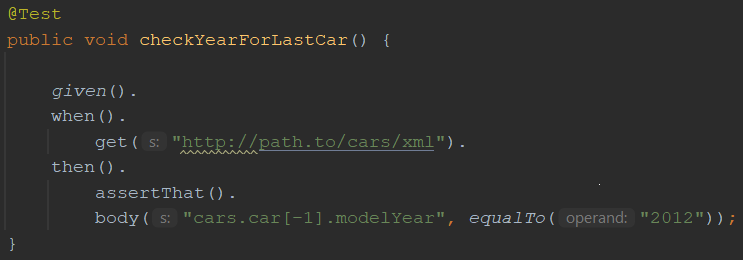 @Test
public void checkYearForLastCar() {
given().
when().
get( s: "http://path.to/cars/xml").
then().
assertThat().
body( s: "cars.car[-1].modelYear", equalTo( operand: "2012"));
}